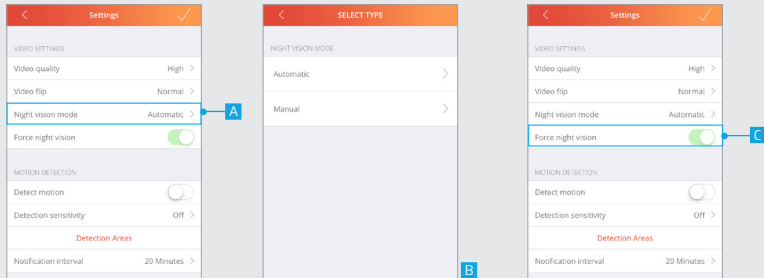 Settings
VIDEO SETTINGS
Video quality High
Video flip Normal
Night vision mode Automatic
A
Force night vision
MOTION DETECTION
Detect motion
Detection sensitivity Off
Detection Areas
Notification interval 20 Minutes
SELECT TYPE
NIGHT VISION MODE
Automatic
Manual
B
Settings
VIDEO SETTINGS
Video quality High
Video flip Normal
Night vision mode Automatic
Force night vision
C
MOTION DETECTION
Detect motion
Detection sensitivity Off
Detection Areas
Notification interval 20 Minutes